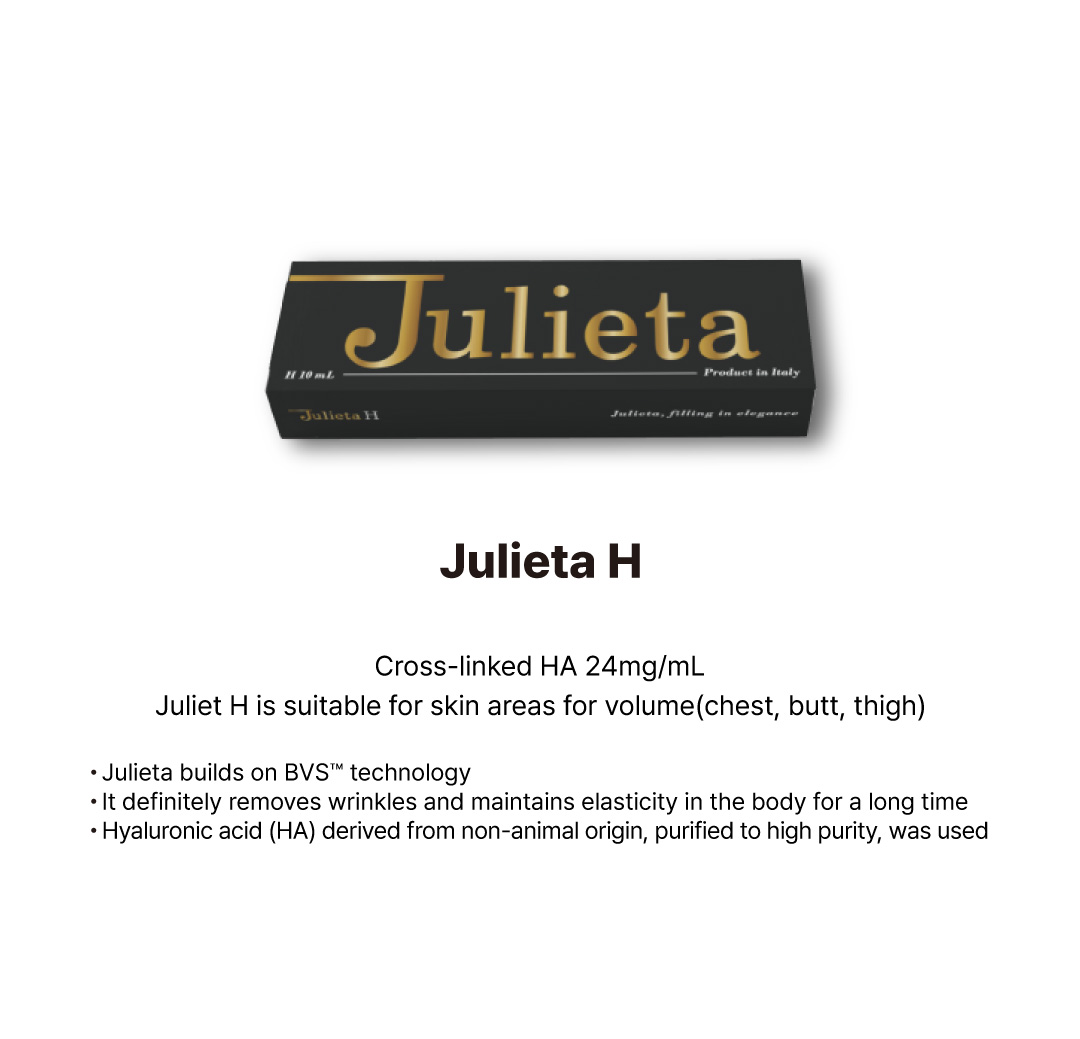 Julieta
H 10 mL
Product in Italy
Julieta H
Julieta, filling in elegance
Julieta H
Cross-linked HA 24mg/mL
Juliet H is suitable for skin areas for volume(chest, butt, thigh)
• Julieta builds on BVS™ technology
• It definitely removes wrinkles and maintains elasticity in the body for a long time
• Hyaluronic acid (HA) derived from non-animal origin, purified to high purity, was used